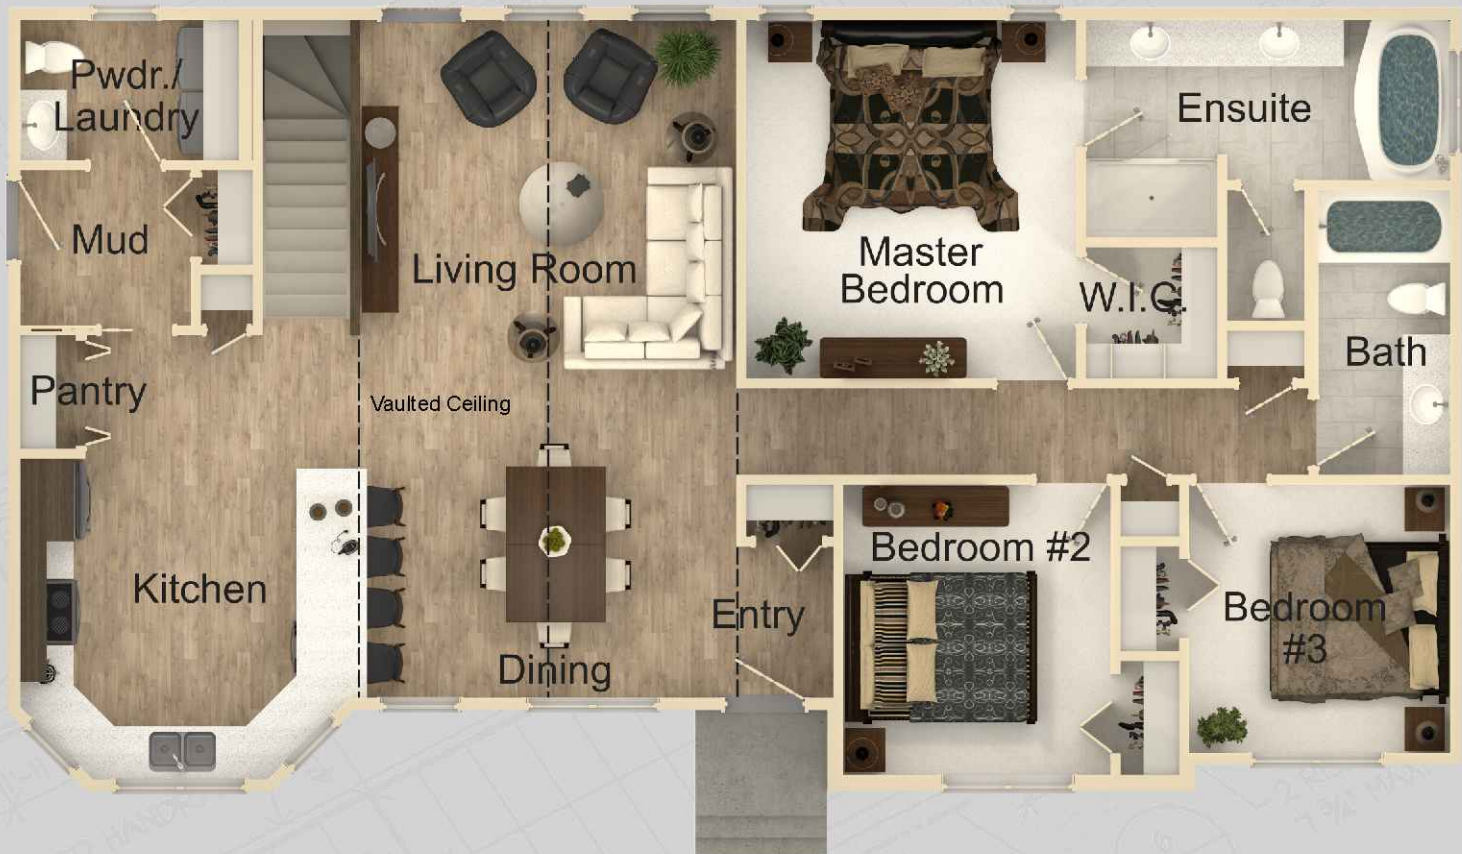 Pwdr./
Laundry
Mud
Pantry
Kitchen
Living Room
Vaulted Ceiling
Dining
Entry
Master
Bedroom
Ensuite
W.I.C.
Bath
Bedroom #2
Bedroom
#3